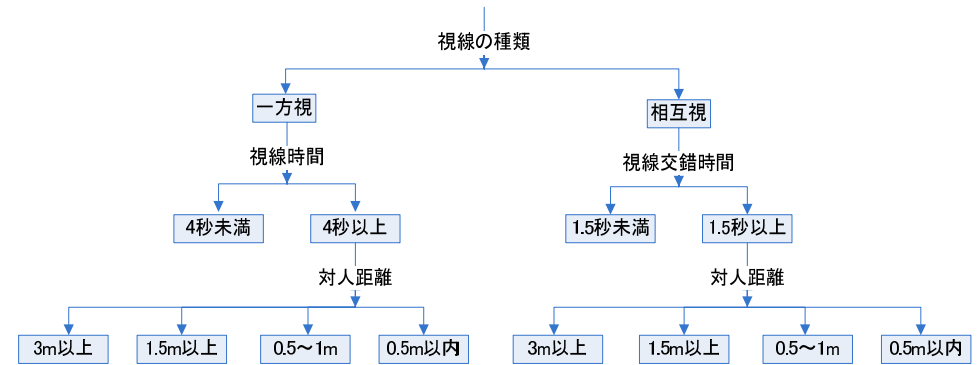 視線の種類
一方視
相互視
視線時間
視線交錯時間
4秒未満
4秒以上
1.5秒未満
1.5秒以上
対人距離
対人距離
3m以上
1.5m以上
0.5～1m
0.5m以内
3m以上
1.5m以上
0.5～1m
0.5m以内